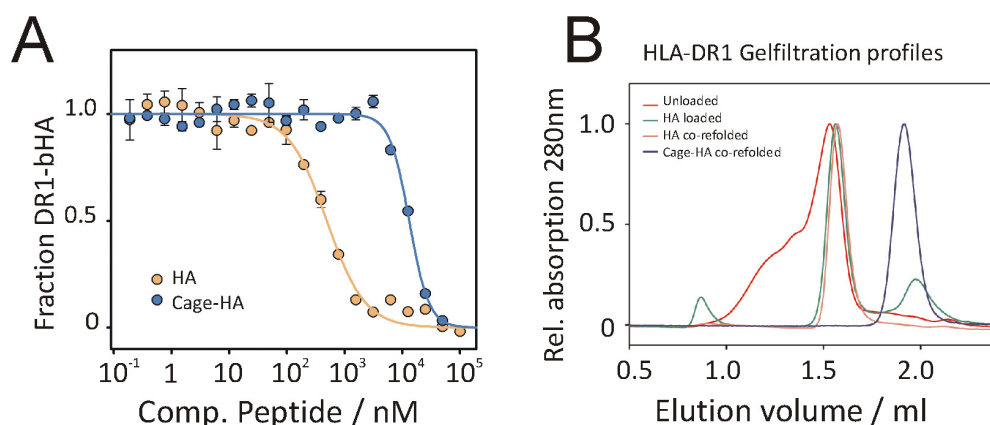 A
1.0
0.5
0
Fraction DR1-bHA
HA
Cage-HA
10-1
1
10
10²
10³
10⁴
10⁵
Comp. Peptide / nM
B
HLA-DR1 Gelfiltration profiles
Unloaded
HA loaded
HA co-refolded
Cage-HA co-refolded
1.0
0.5
0
Rel. absorption 280nm
0.5
1.0
1.5
2.0
Elution volume / ml